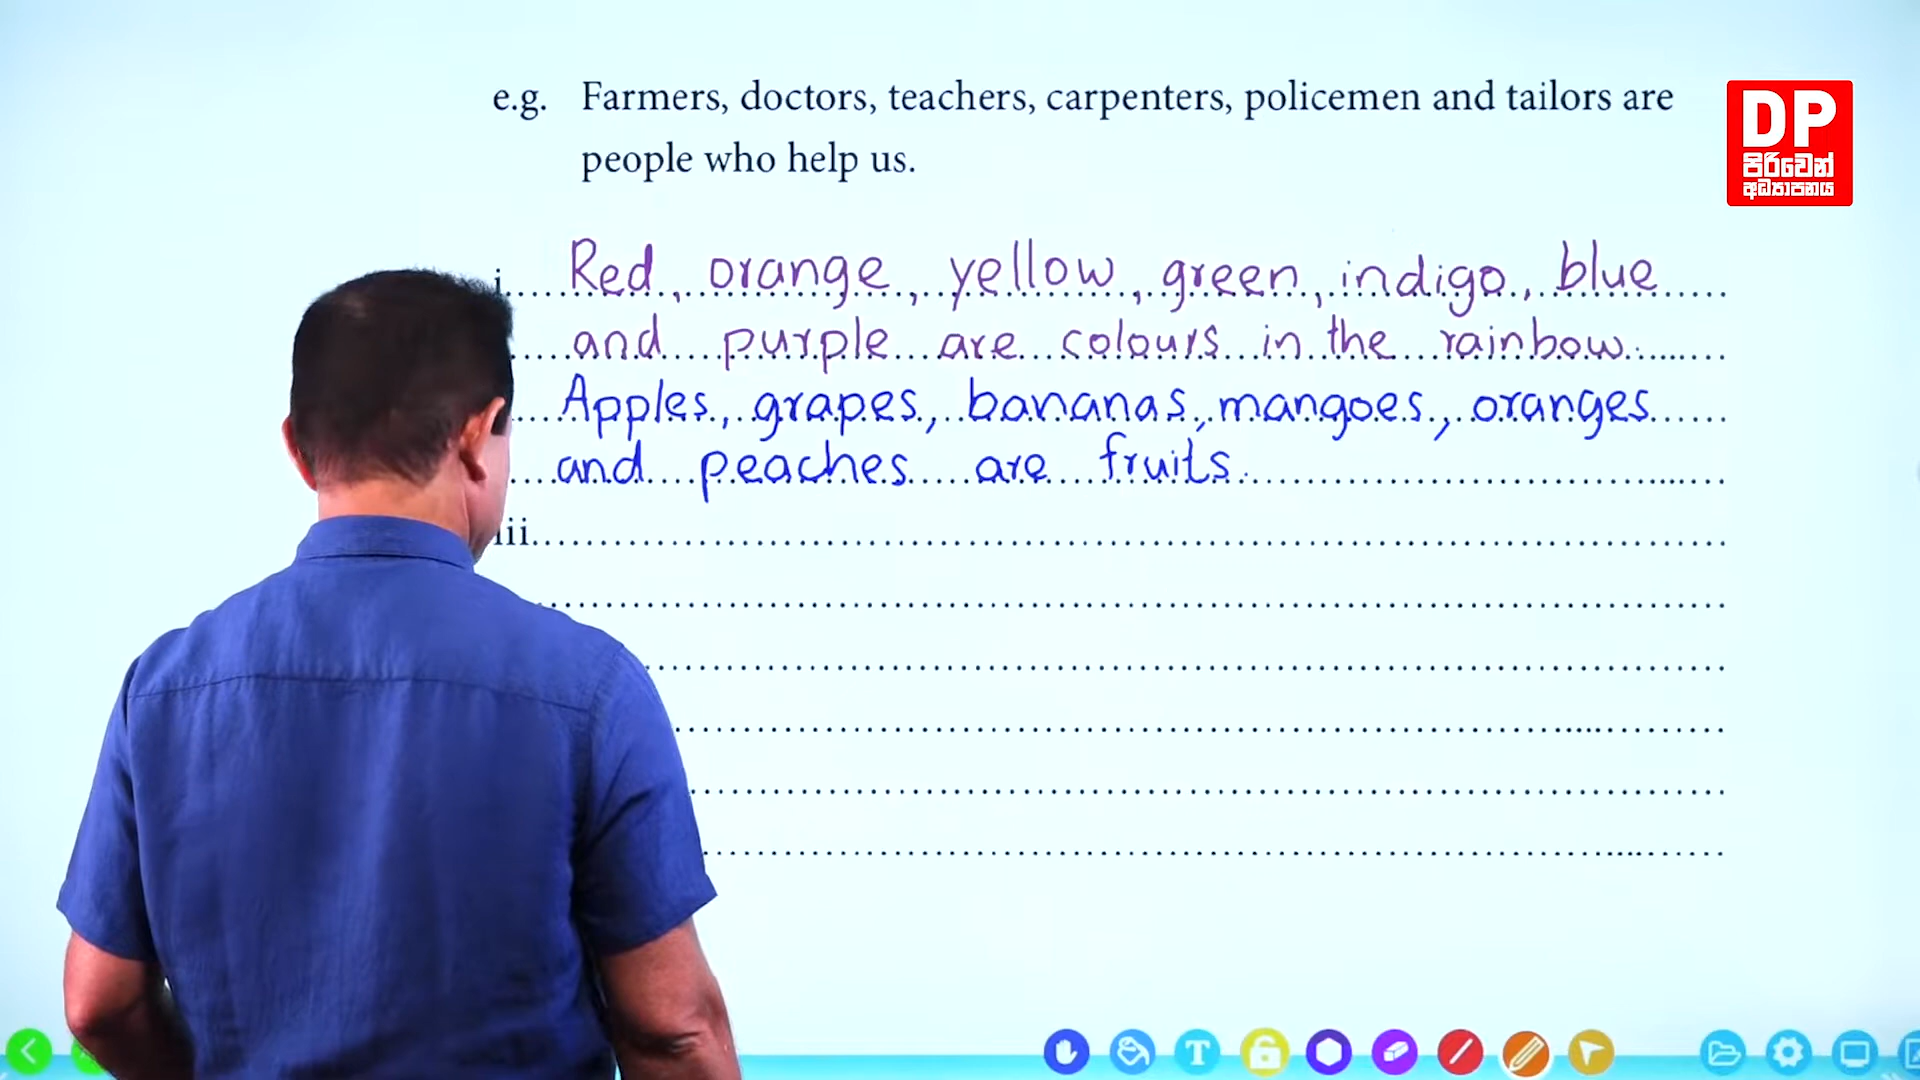 e.g. Farmers, doctors, teachers, carpenters, policemen and tailors are
people who help us.
DP
පිරිවෙන්
අධ්‍යාපනය
i. Red, orange, yellow, green, indigo, blue
and purple are colours in the rainbow.
Apples, grapes, bananas, mangoes, oranges
and peaches are fruits.
iii.
T